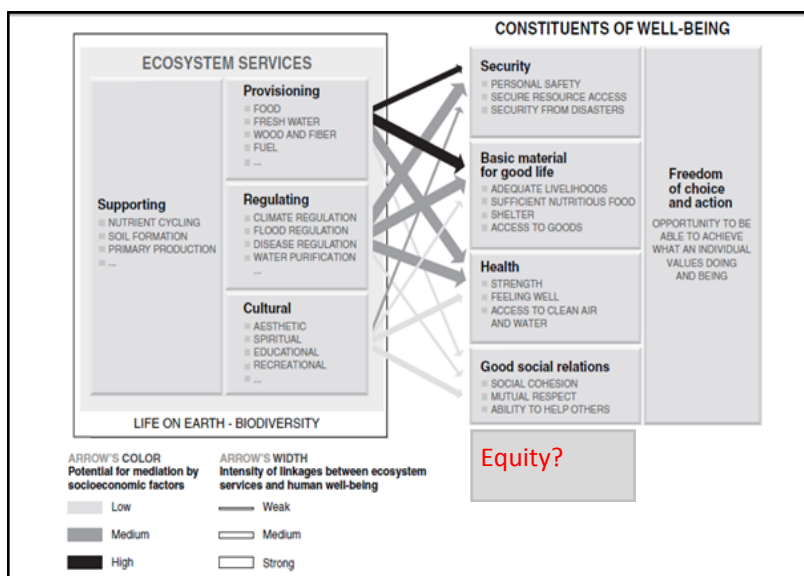 CONSTITUENTS OF WELL-BEING
ECOSYSTEM SERVICES
Supporting
NUTRIENT CYCLING
SOIL FORMATION
PRIMARY PRODUCTION
...
Provisioning
FOOD
FRESH WATER
WOOD AND FIBER
FUEL
...
Regulating
CLIMATE REGULATION
FLOOD REGULATION
DISEASE REGULATION
WATER PURIFICATION
...
Cultural
AESTHETIC
SPIRITUAL
EDUCATIONAL
RECREATIONAL
...
LIFE ON EARTH - BIODIVERSITY
Security
PERSONAL SAFETY
SECURE RESOURCE ACCESS
SECURITY FROM DISASTERS
Basic material
for good life
ADEQUATE LIVELIHOODS
SUFFICIENT NUTRITIOUS FOOD
SHELTER
ACCESS TO GOODS
Health
STRENGTH
FEELING WELL
ACCESS TO CLEAN AIR
AND WATER
Good social relations
SOCIAL COHESION
MUTUAL RESPECT
ABILITY TO HELP OTHERS
Freedom
of choice
and action
OPPORTUNITY TO BE
ABLE TO ACHIEVE
WHAT AN INDIVIDUAL
VALUES DOING
AND BEING
Equity?
ARROW'S COLOR
Potential for mediation by
socioeconomic factors
Low
Medium
High
ARROW'S WIDTH
Intensity of linkages between ecosystem
services and human well-being
Weak
Medium
Strong